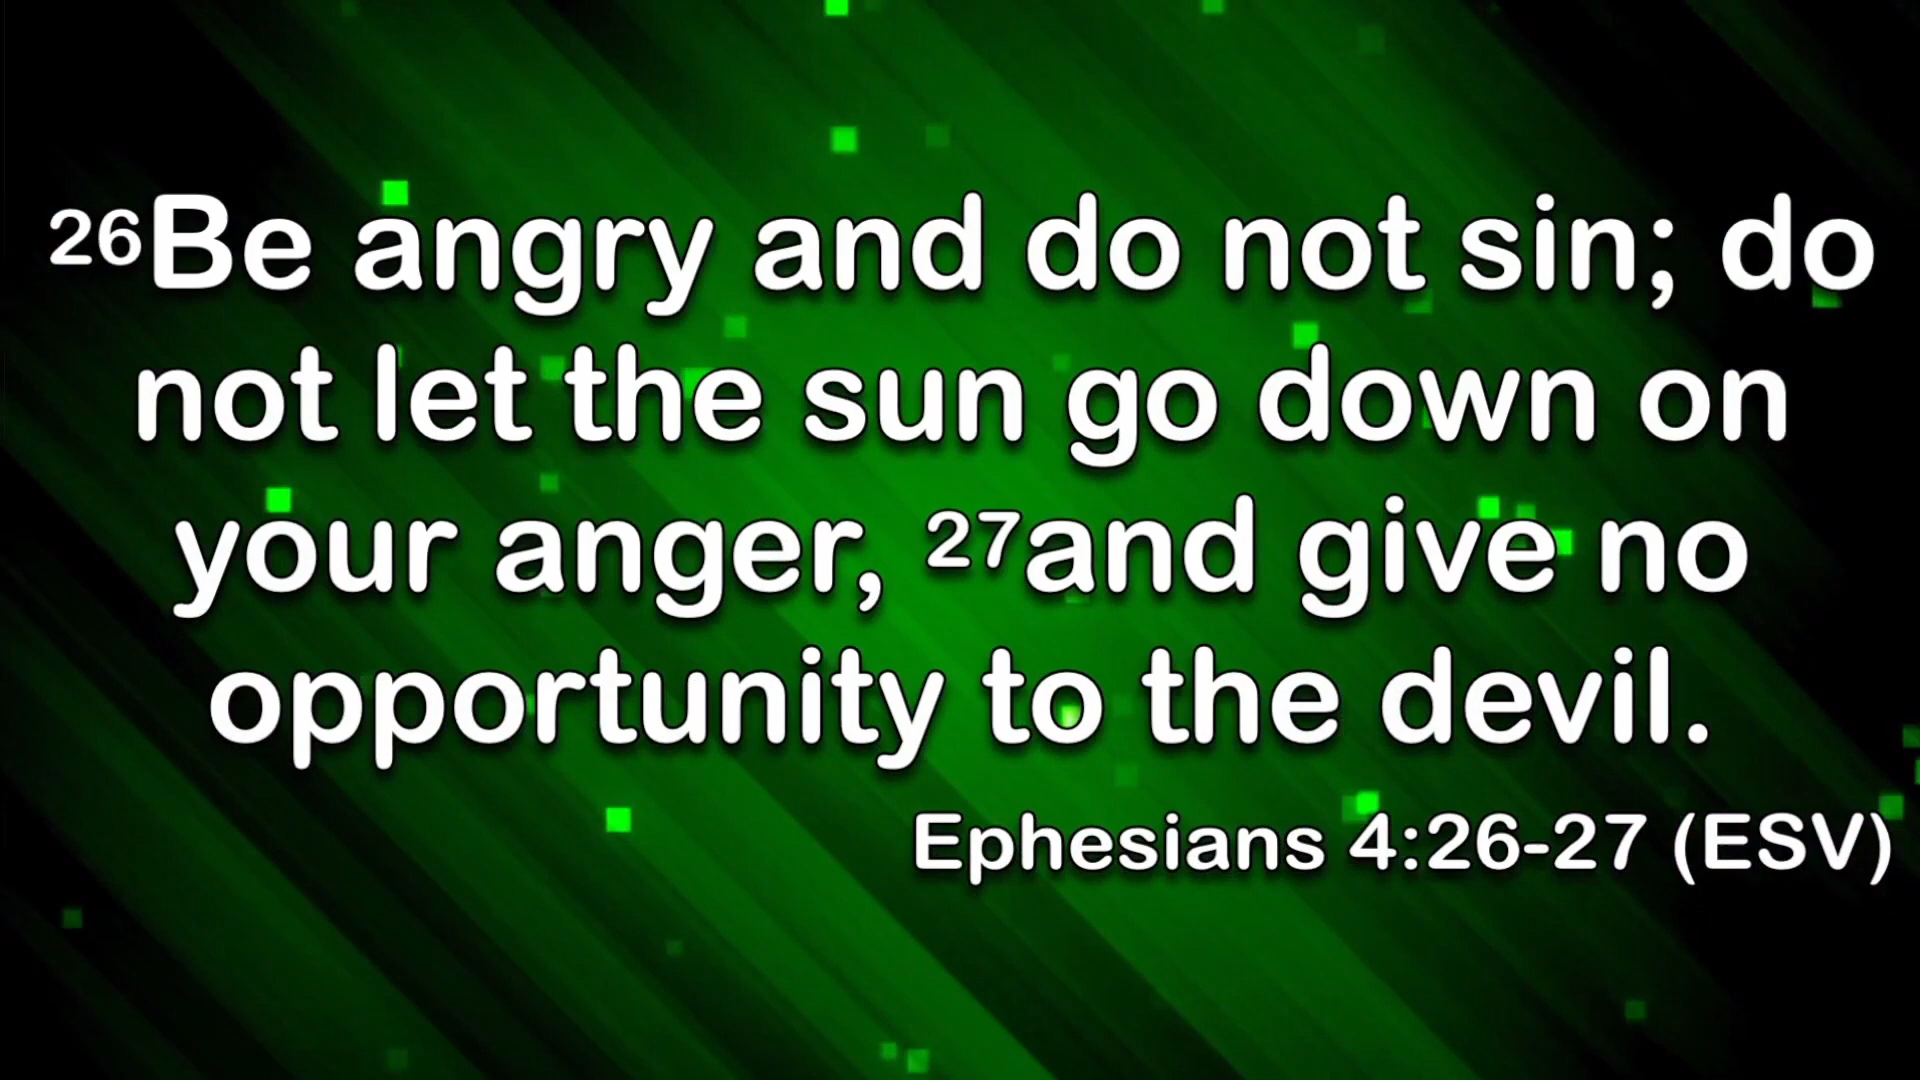 ²⁶Be angry and do not sin; do
not let the sun go down on
your anger, ²⁷and give no
opportunity to the devil.
Ephesians 4:26-27 (ESV)